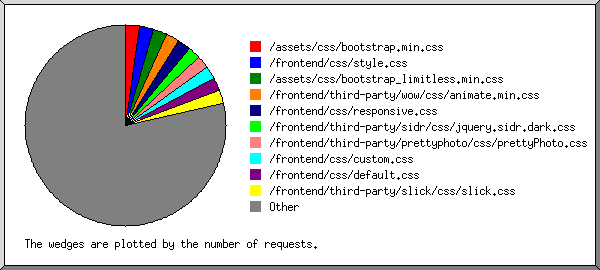 /assets/css/bootstrap.min.css
/frontend/css/style.css
/assets/css/bootstrap_limitless.min.css
/frontend/third-party/wow/css/animate.min.css
/frontend/css/responsive.css
/frontend/third-party/sidr/css/jquery.sidr.dark.css
/frontend/third-party/prettyphoto/css/prettyPhoto.css
/frontend/css/custom.css
/frontend/css/default.css
/frontend/third-party/slick/css/slick.css
Other
The wedges are plotted by the number of requests.